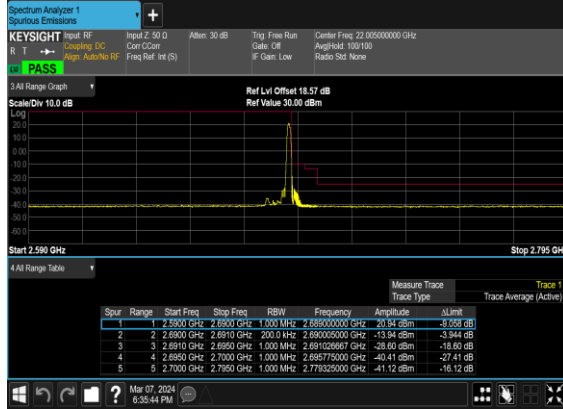 Spectrum Analyzer 1
Spurious Emissions
+
KEYSIGHT Input: RF Input Z: 50 Ω Atten: 30 dB Trig: Free Run Center Freq: 22.005000000 GHz
R T Coupling: DC Corr CCorr Gate: Off Avg|Hold: 100/100
Align: Auto/No RF Freq Ref: Int (S) IF Gain: Low Radio Std: None
PASS
3 All Range Graph Ref Lvl Offset 18.57 dB
Scale/Div 10.0 dB Ref Value 30.00 dBm
Log
20.0
10.0
0.00
-10.0
-20.0
-30.0
-40.0
-50.0
-60.0
Start 2.590 GHz Stop 2.795 GH
4 All Range Table
Measure Trace Trace 1
Trace Type Trace Average (Active)
Spur Range Start Freq Stop Freq RBW Frequency Amplitude ΔLimit
1 1 2.5900 GHz 2.6900 GHz 1.000 MHz 2.689000000 GHz 20.94 dBm -9.058 dB
2 2 2.6900 GHz 2.6910 GHz 200.0 kHz 2.690005000 GHz -13.94 dBm -3.944 dB
3 3 2.6910 GHz 2.6950 GHz 1.000 MHz 2.691026667 GHz -28.60 dBm -18.60 dB
4 4 2.6950 GHz 2.7000 GHz 1.000 MHz 2.695775000 GHz -40.41 dBm -27.41 dB
5 5 2.7000 GHz 2.7950 GHz 1.000 MHz 2.779325000 GHz -41.12 dBm -16.12 dB
? Mar 07, 2024
6:35:44 PM